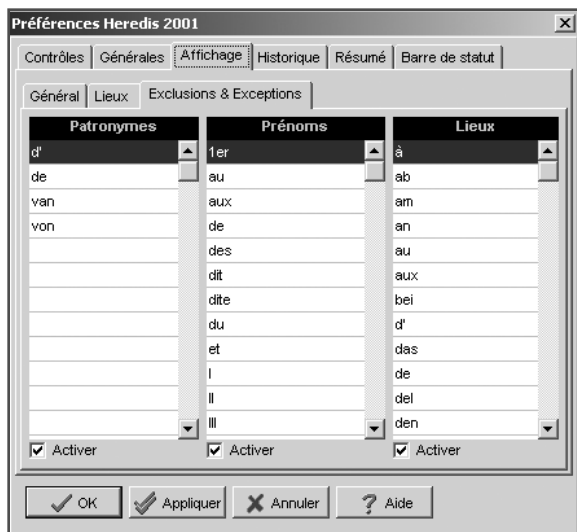 Préférences Heredis 2001
Contrôles Générales Affichage Historique Résumé Barre de statut
Général Lieux Exclusions & Exceptions
Patronymes Prénoms Lieux
d' 1er à
de au ab
van aux am
von de an
des au
dit aux
dite bei
du d'
et das
I de
II del
III den
Activer Activer Activer
OK Appliquer Annuler Aide